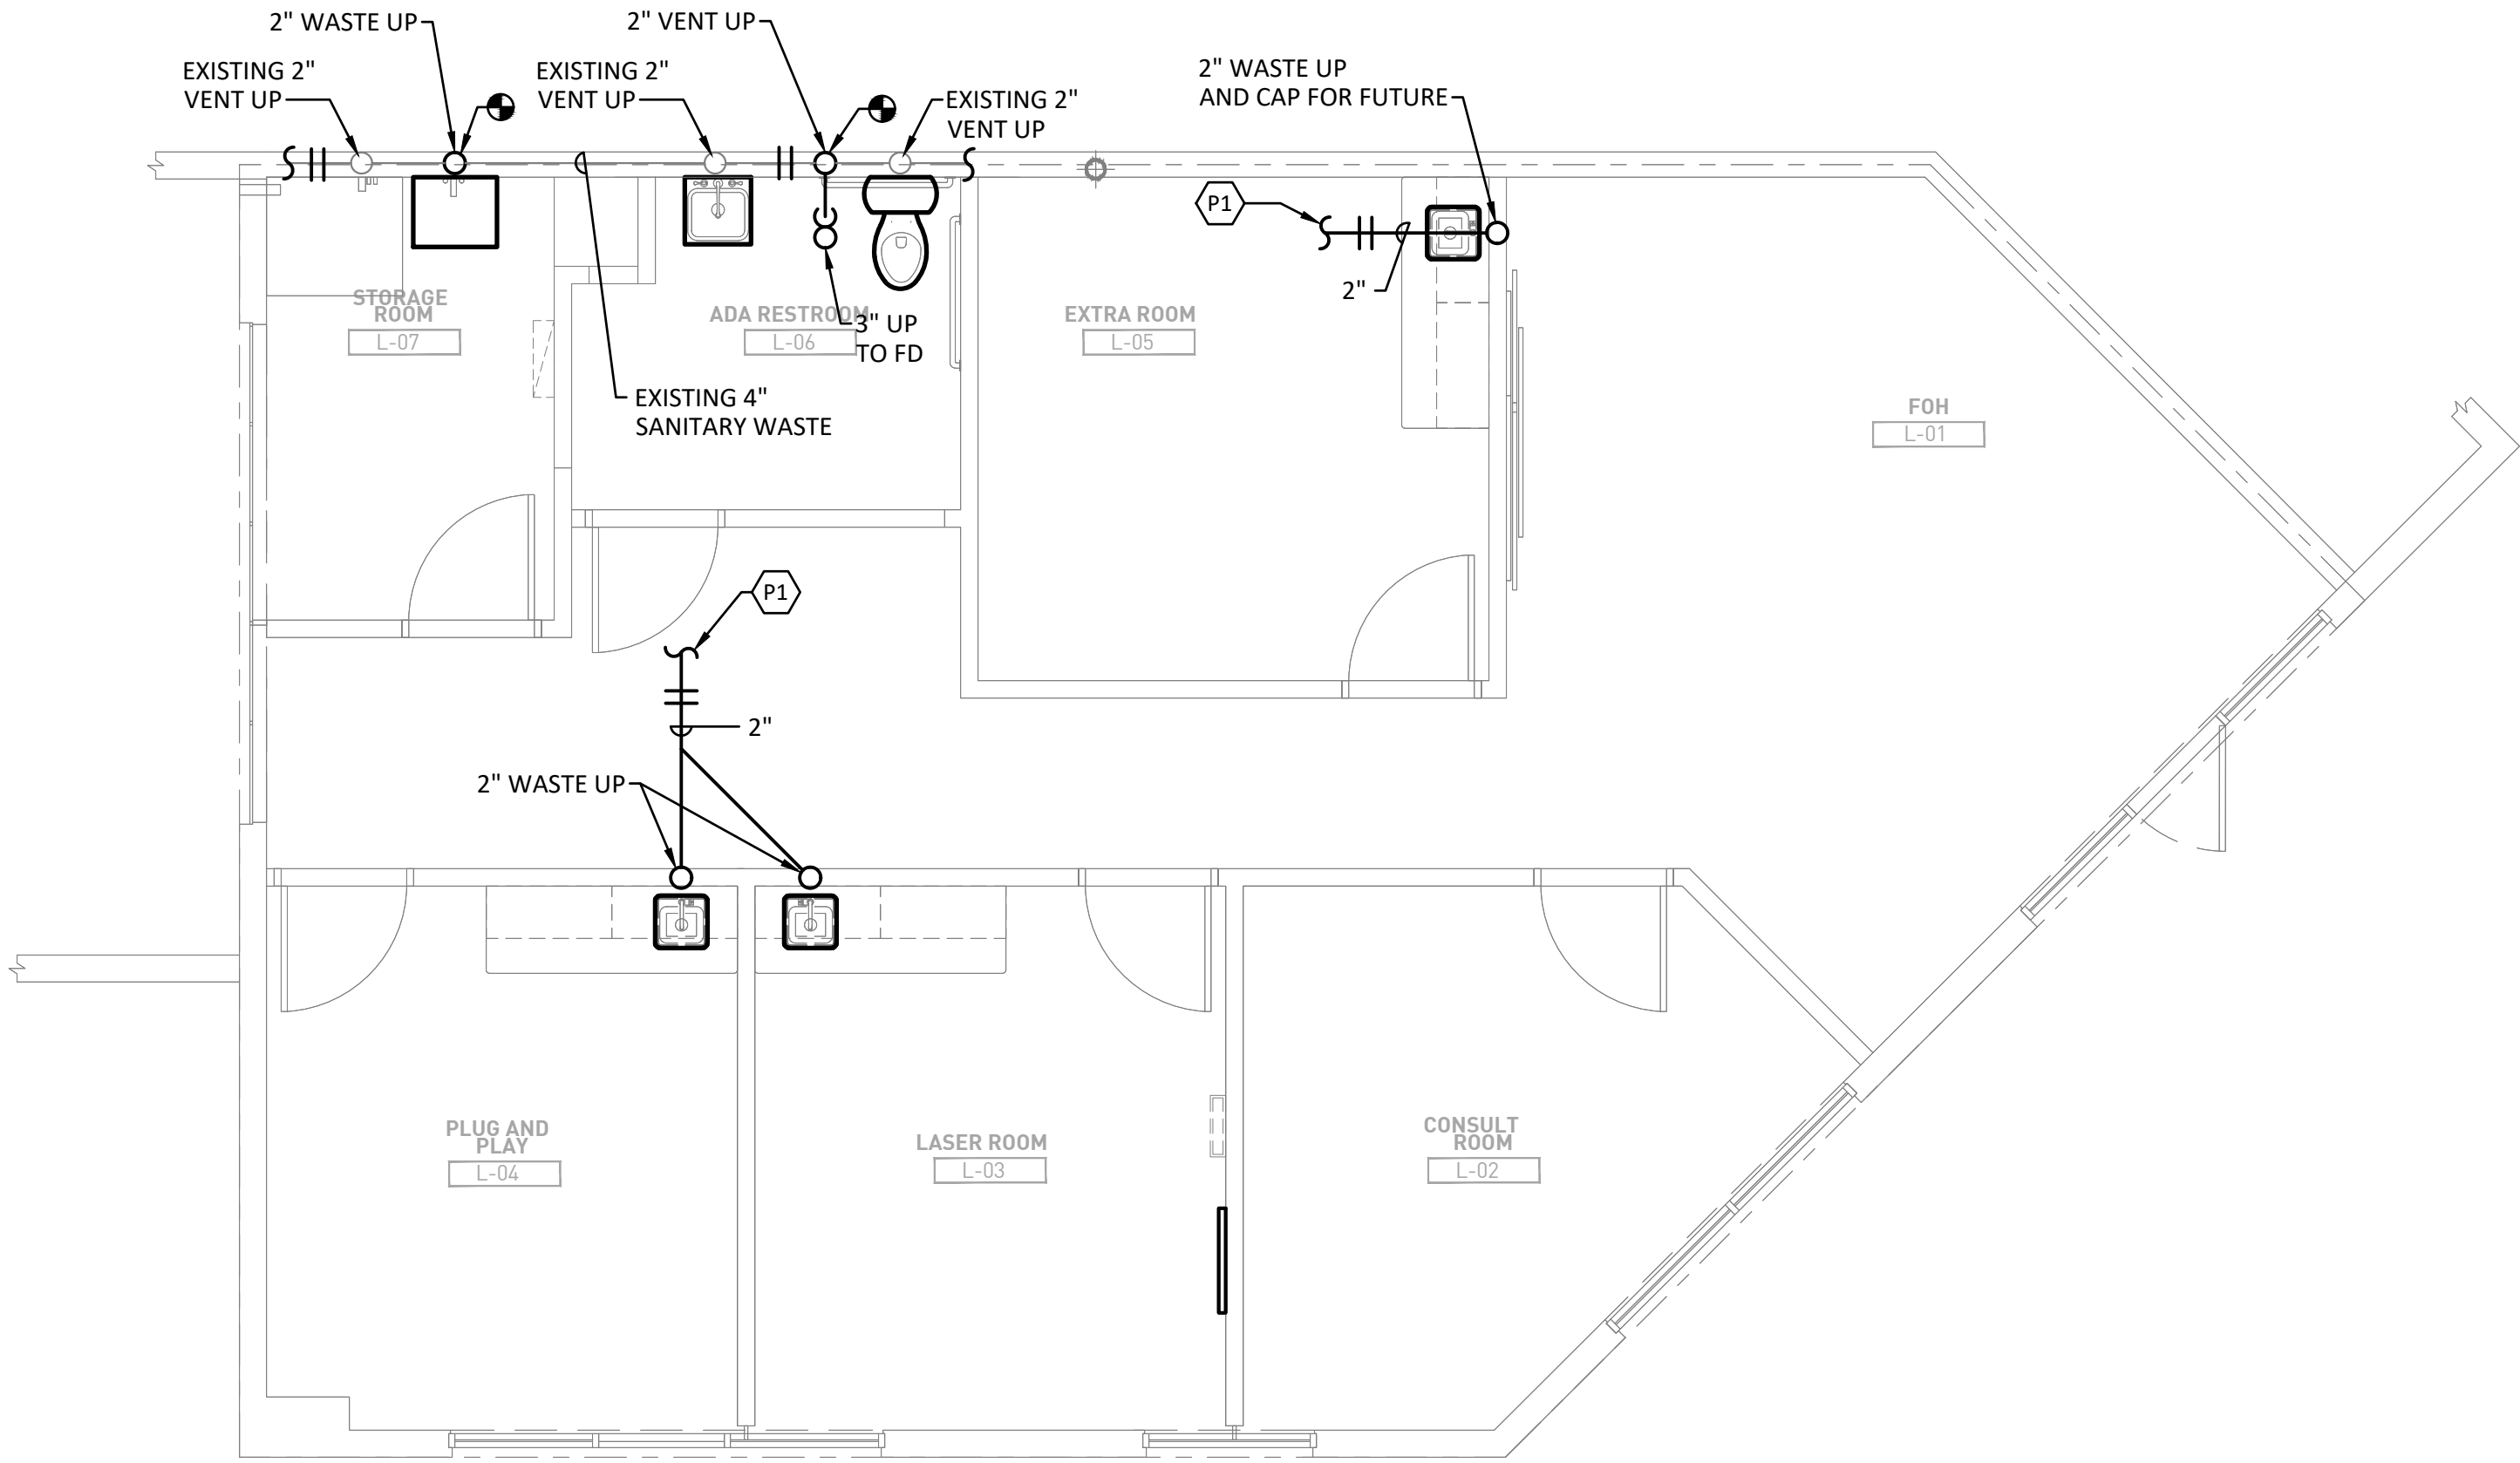 2" WASTE UP
2" VENT UP
EXISTING 2"
VENT UP
EXISTING 2"
VENT UP
EXISTING 2"
VENT UP
2" WASTE UP
AND CAP FOR FUTURE
P1
2"
STORAGE
ROOM
L-07
ADA RESTROOM
L-06
3" UP
TO FD
EXTRA ROOM
L-05
EXISTING 4"
SANITARY WASTE
FOH
L-01
P1
2"
2" WASTE UP
PLUG AND
PLAY
L-04
LASER ROOM
L-03
CONSULT
ROOM
L-02